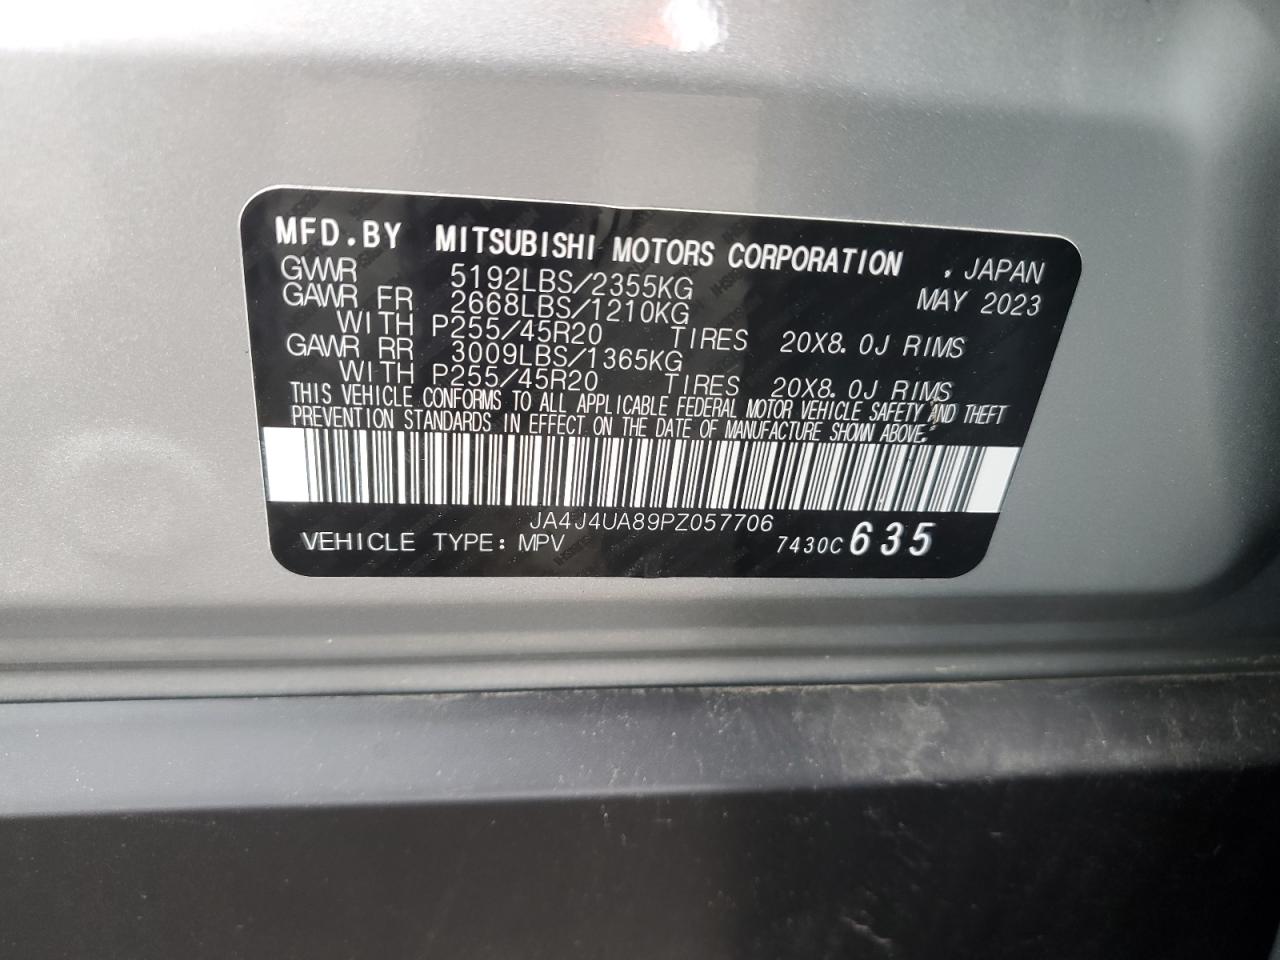 MFD.BY MITSUBISHI MOTORS CORPORATION , JAPAN
GVWR 5192LBS/2355KG MAY 2023
GAWR FR 2668LBS/1210KG
WITH P255/45R20 TIRES 20X8.0J RIMS
GAWR RR 3009LBS/1365KG
WITH P255/45R20 TIRES 20X8.0J RIMS
THIS VEHICLE CONFORMS TO ALL APPLICABLE FEDERAL MOTOR VEHICLE SAFETY AND THEFT
PREVENTION STANDARDS IN EFFECT ON THE DATE OF MANUFACTURE SHOWN ABOVE.
JA4J4UA89PZ057706
VEHICLE TYPE: MPV 7430C 635